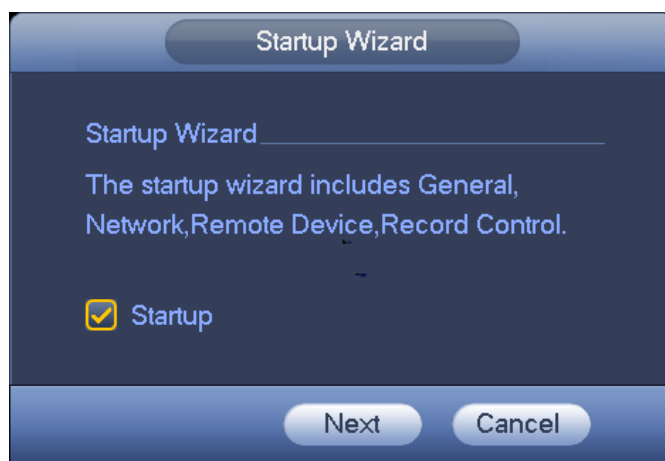 Startup Wizard
Startup Wizard
The startup wizard includes General,
Network,Remote Device,Record Control.
Startup
Next Cancel